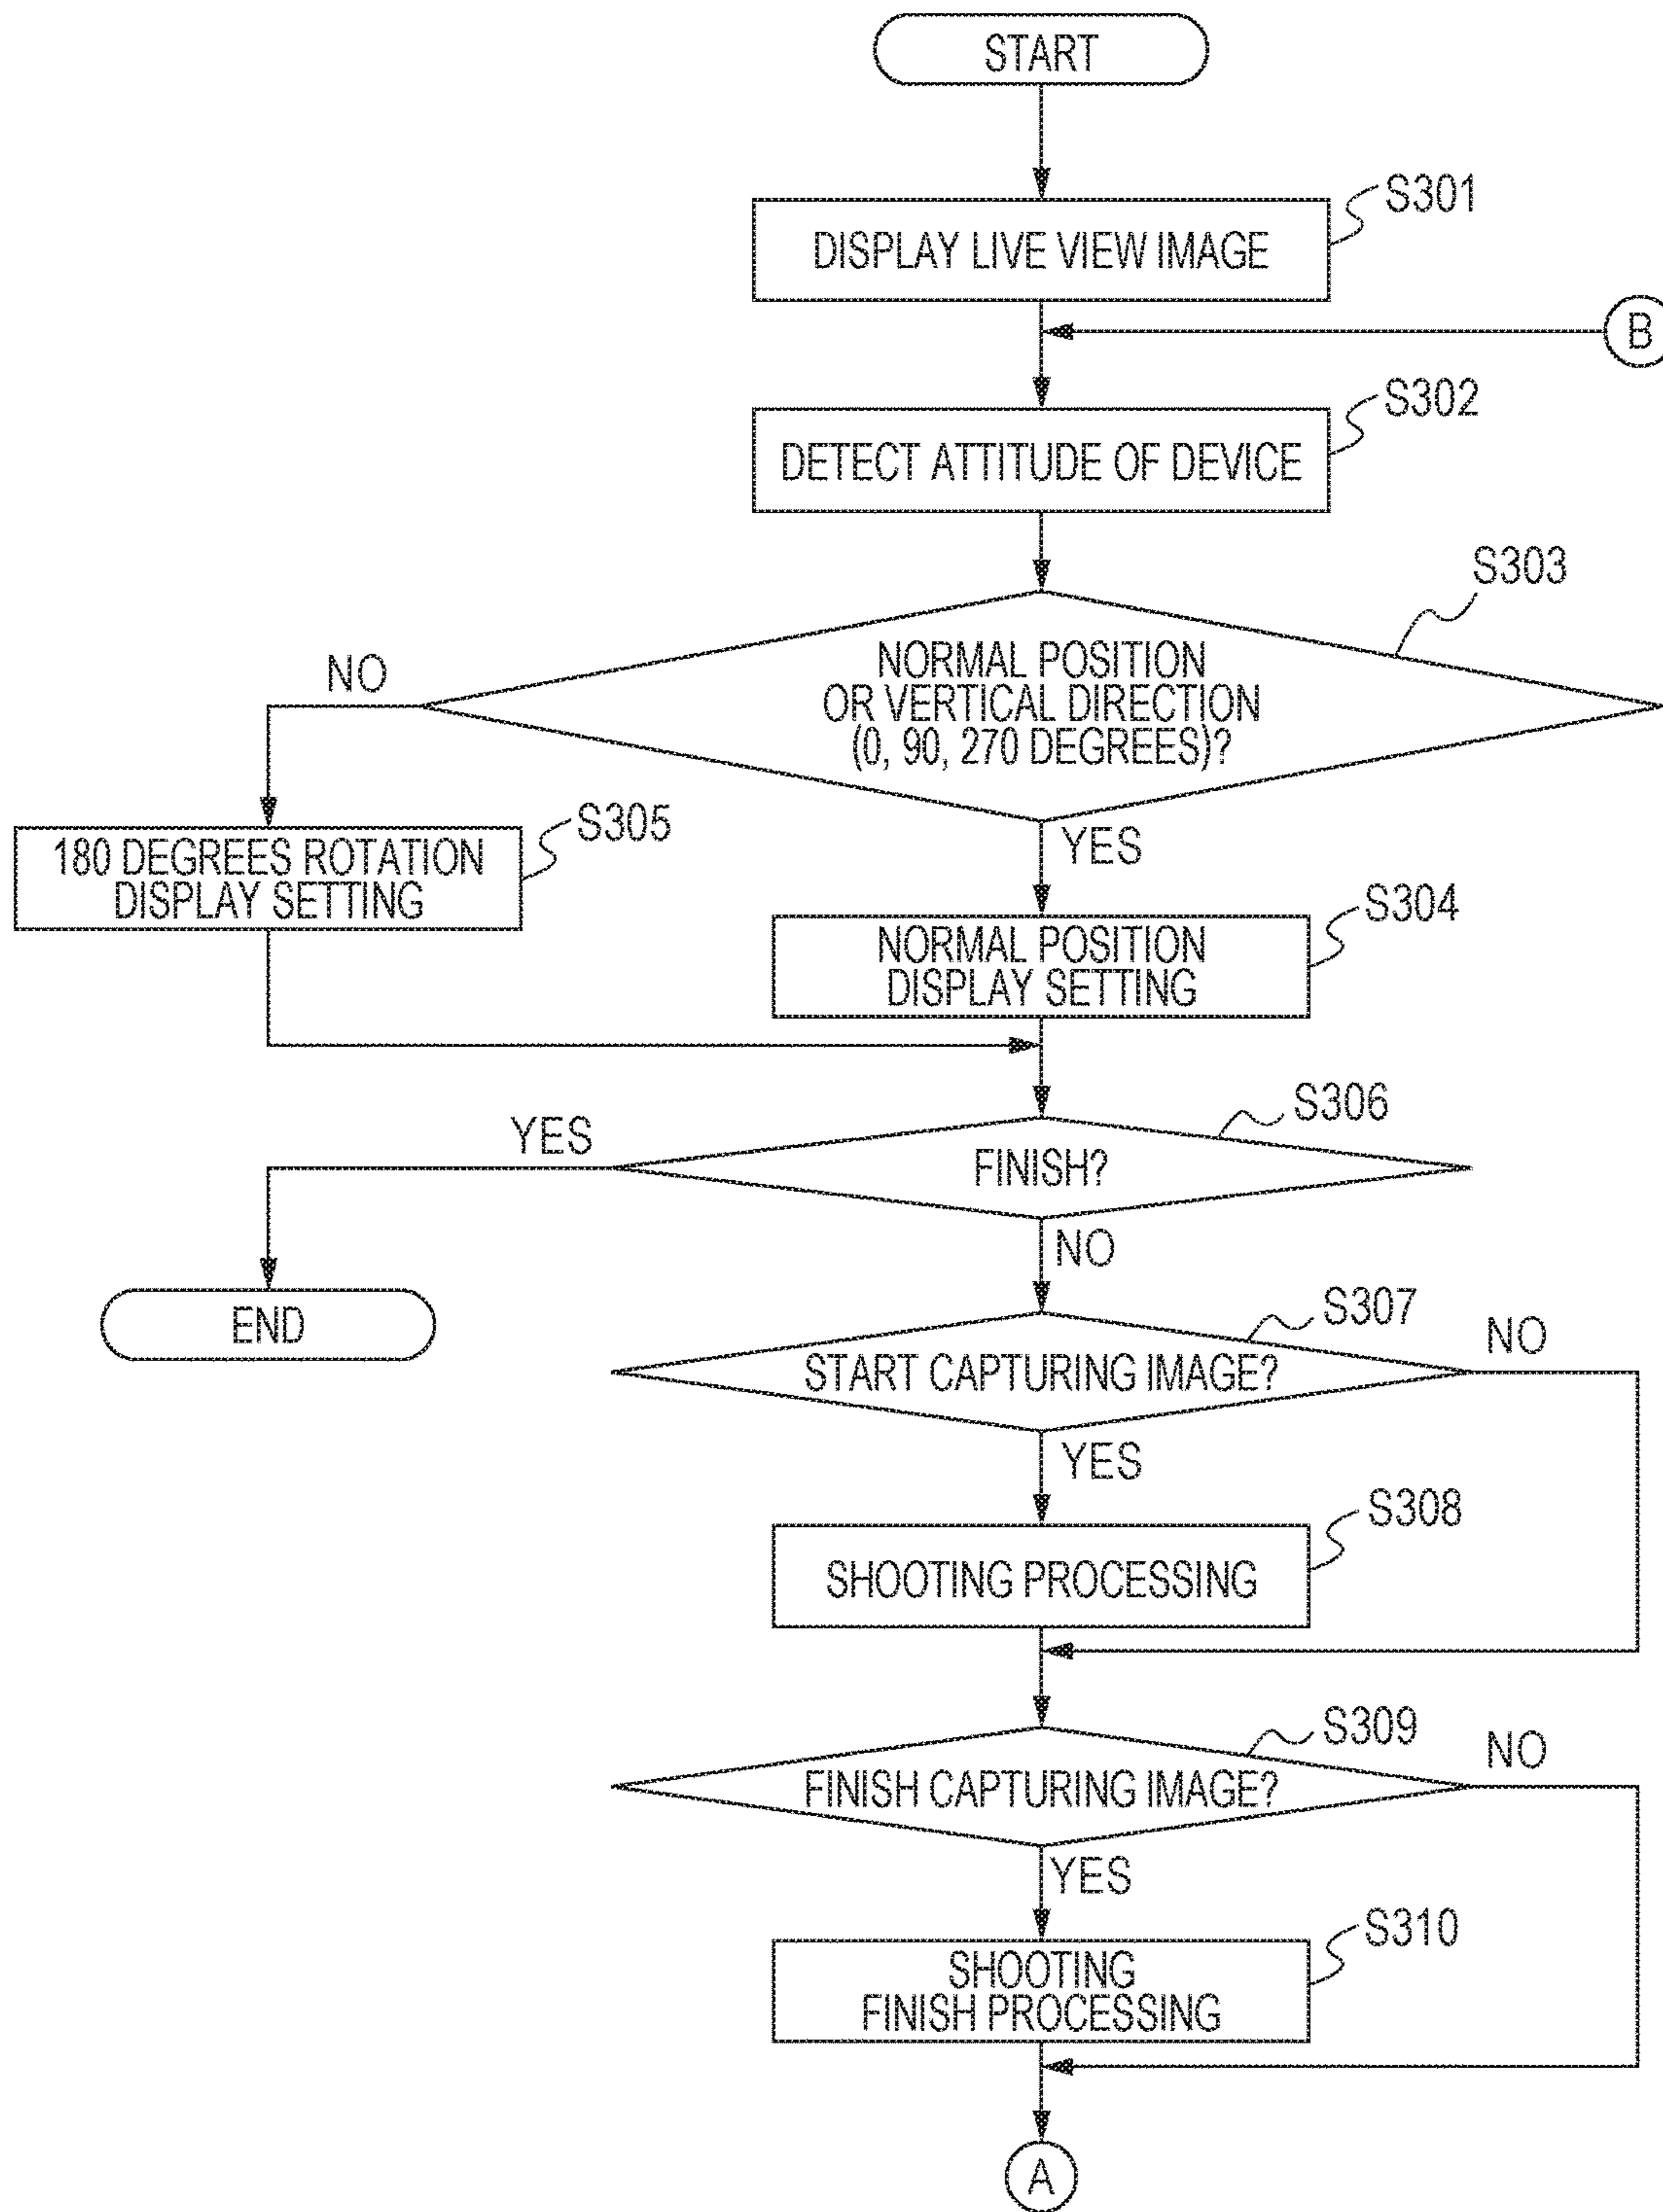 START
S301
DISPLAY LIVE VIEW IMAGE
B
S302
DETECT ATTITUDE OF DEVICE
S303
NO
NORMAL POSITION
OR VERTICAL DIRECTION
(0, 90, 270 DEGREES)?
YES
S305
180 DEGREES ROTATION
DISPLAY SETTING
S304
NORMAL POSITION
DISPLAY SETTING
S306
YES
FINISH?
NO
END
S307
NO
START CAPTURING IMAGE?
YES
S308
SHOOTING PROCESSING
S309
NO
FINISH CAPTURING IMAGE?
YES
S310
SHOOTING
FINISH PROCESSING
A